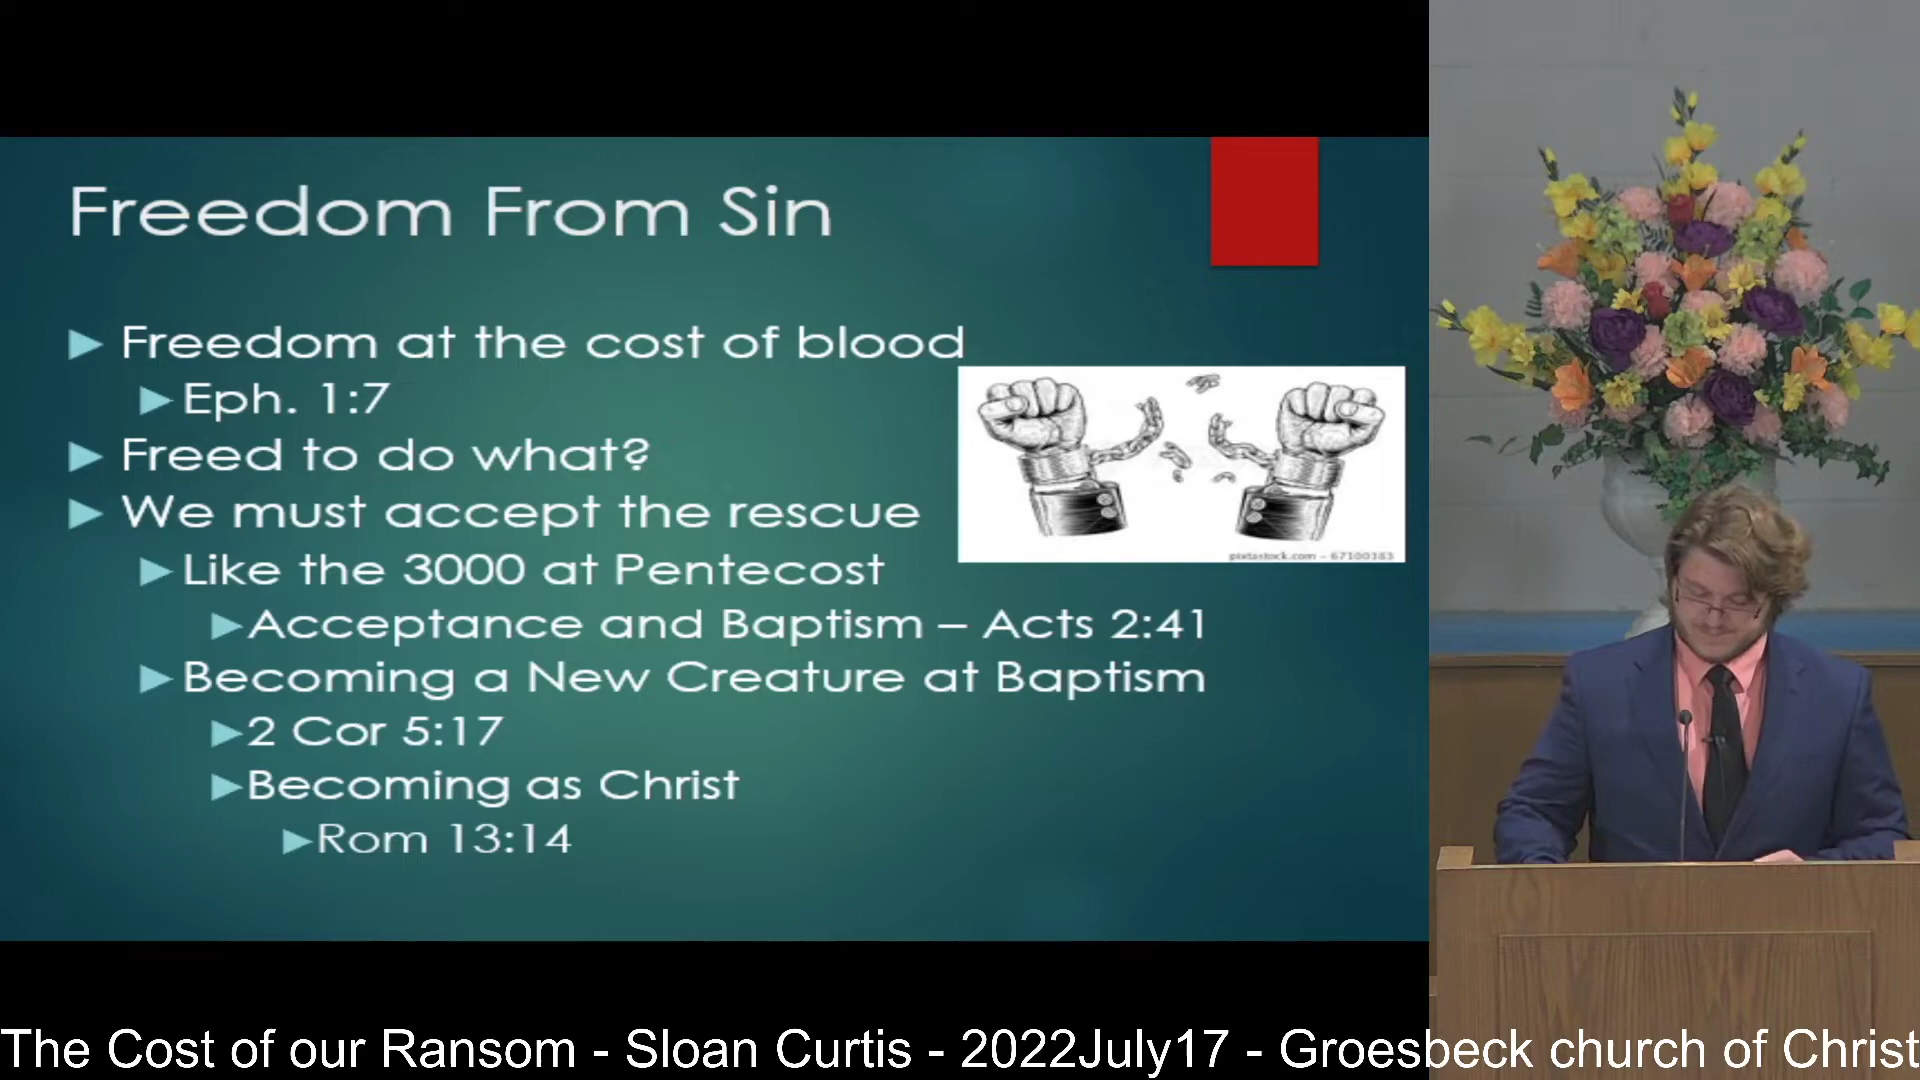 Freedom From Sin
Freedom at the cost of blood
Eph. 1:7
Freed to do what?
We must accept the rescue
Like the 3000 at Pentecost
Acceptance and Baptism – Acts 2:41
Becoming a New Creature at Baptism
2 Cor 5:17
Becoming as Christ
Rom 13:14
pixtastock.com - 67100383
The Cost of our Ransom - Sloan Curtis - 2022July17 - Groesbeck church of Christ